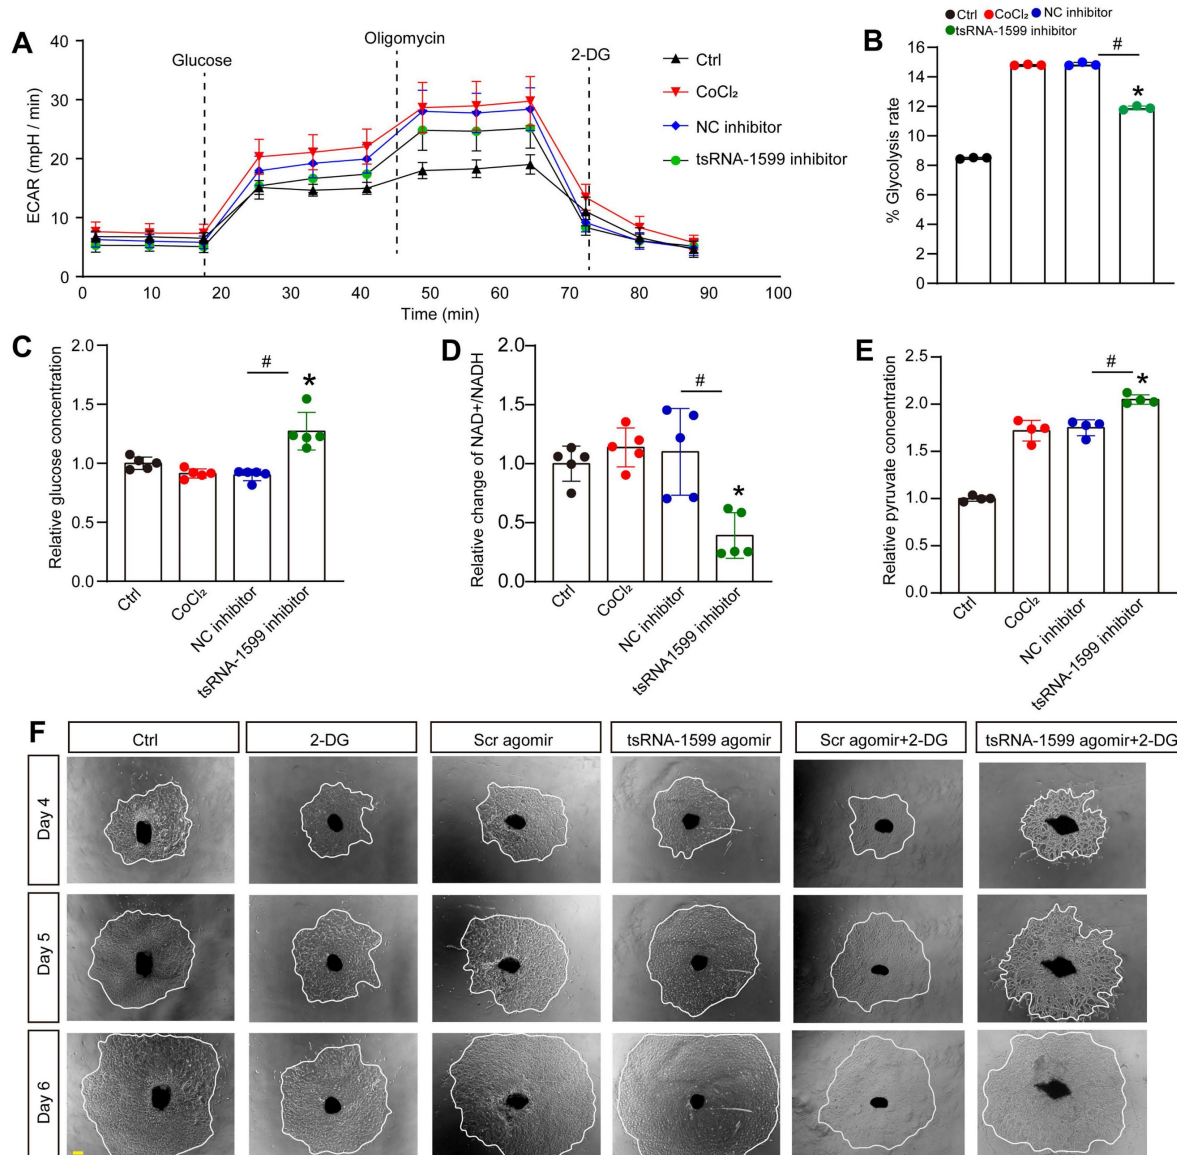 A
Glucose
Oligomycin
2-DG
Ctrl
CoCl₂
NC inhibitor
tsRNA-1599 inhibitor
ECAR (mpH / min)
40
30
20
10
0
0 10 20 30 40 50 60 70 80 90 100
Time (min)
B
Ctrl CoCl₂ NC inhibitor
tsRNA-1599 inhibitor
% Glycolysis rate
16
14
12
10
8
6
4
2
0
#
*
C
Relative glucose concentration
2.0
1.5
1.0
0.5
0.0
#
*
Ctrl
CoCl₂
NC inhibitor
tsRNA-1599 inhibitor
D
Relative change of NAD+/NADH
2.0
1.5
1.0
0.5
0.0
#
*
Ctrl
CoCl₂
NC inhibitor
tsRNA1599 inhibitor
E
Relative pyruvate concentration
2.5
2.0
1.5
1.0
0.5
0.0
#
*
Ctrl
CoCl₂
NC inhibitor
tsRNA-1599 inhibitor
F
Ctrl
2-DG
Scr agomir
tsRNA-1599 agomir
Scr agomir+2-DG
tsRNA-1599 agomir+2-DG
Day 4
Day 5
Day 6